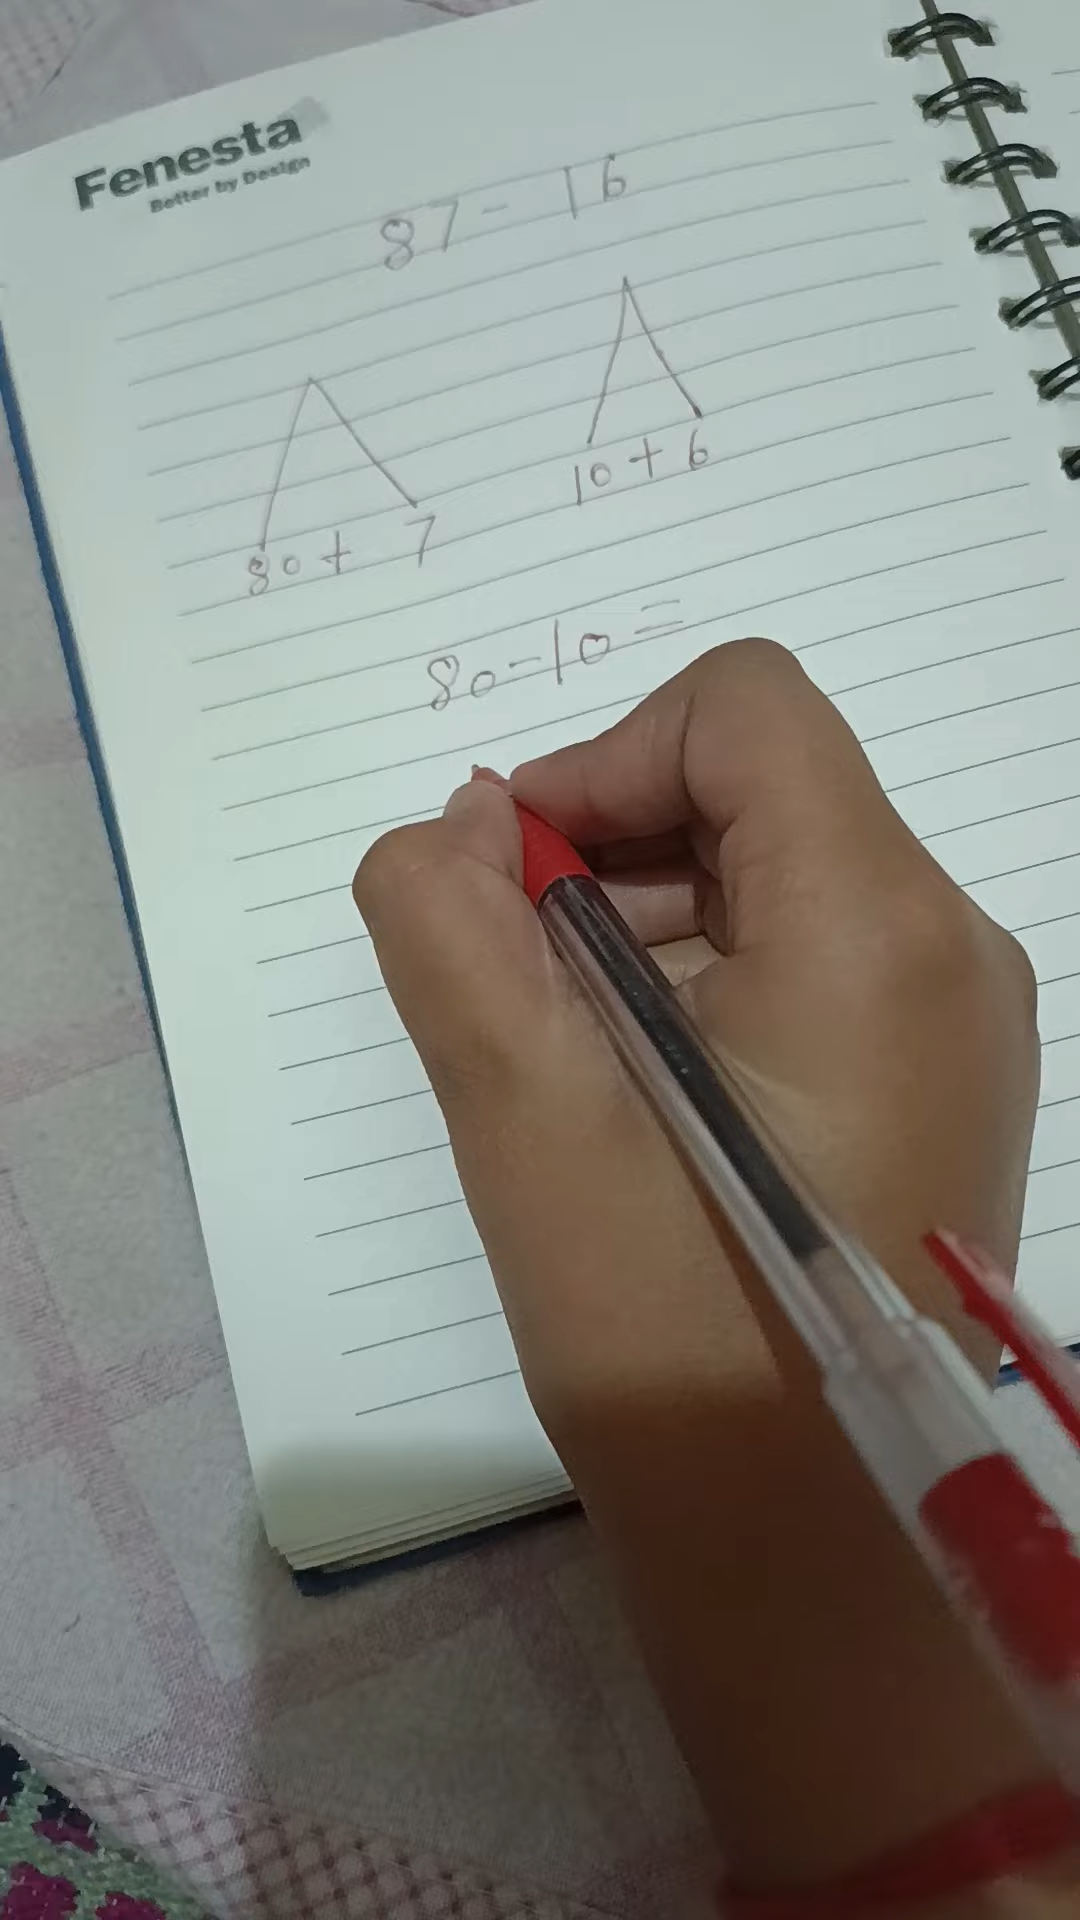 Fenesta
Better by Design
87 - 16
80 + 7
10 + 6
80 - 10 =